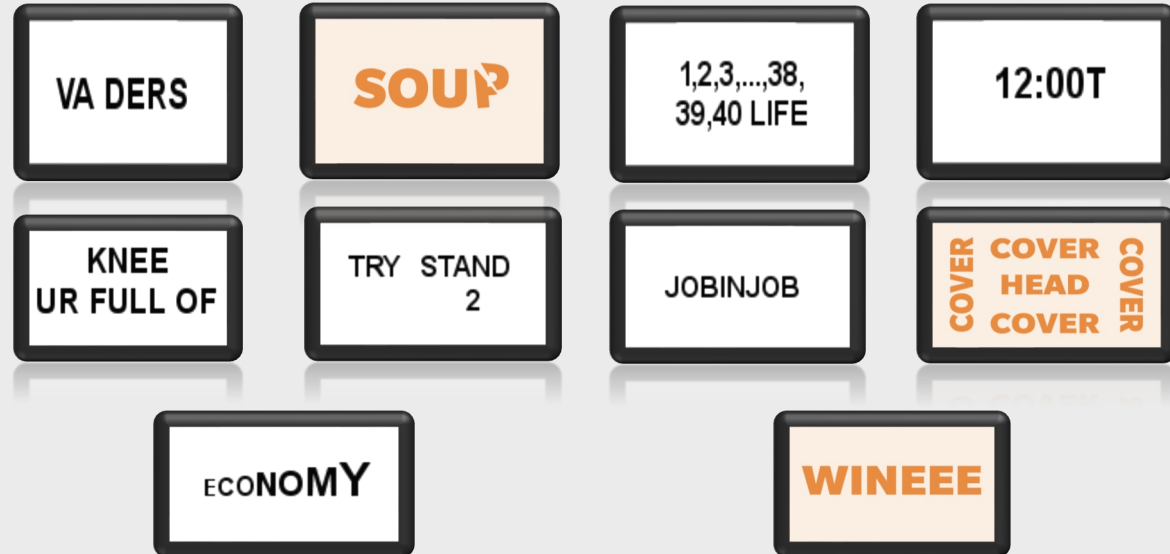 VA DERS
SOUP
1,2,3,...,38,
39,40 LIFE
12:00T
KNEE
UR FULL OF
TRY STAND
2
JOBINJOB
COVER
COVER
HEAD
COVER
COVER
ECONOMY
WINEEE